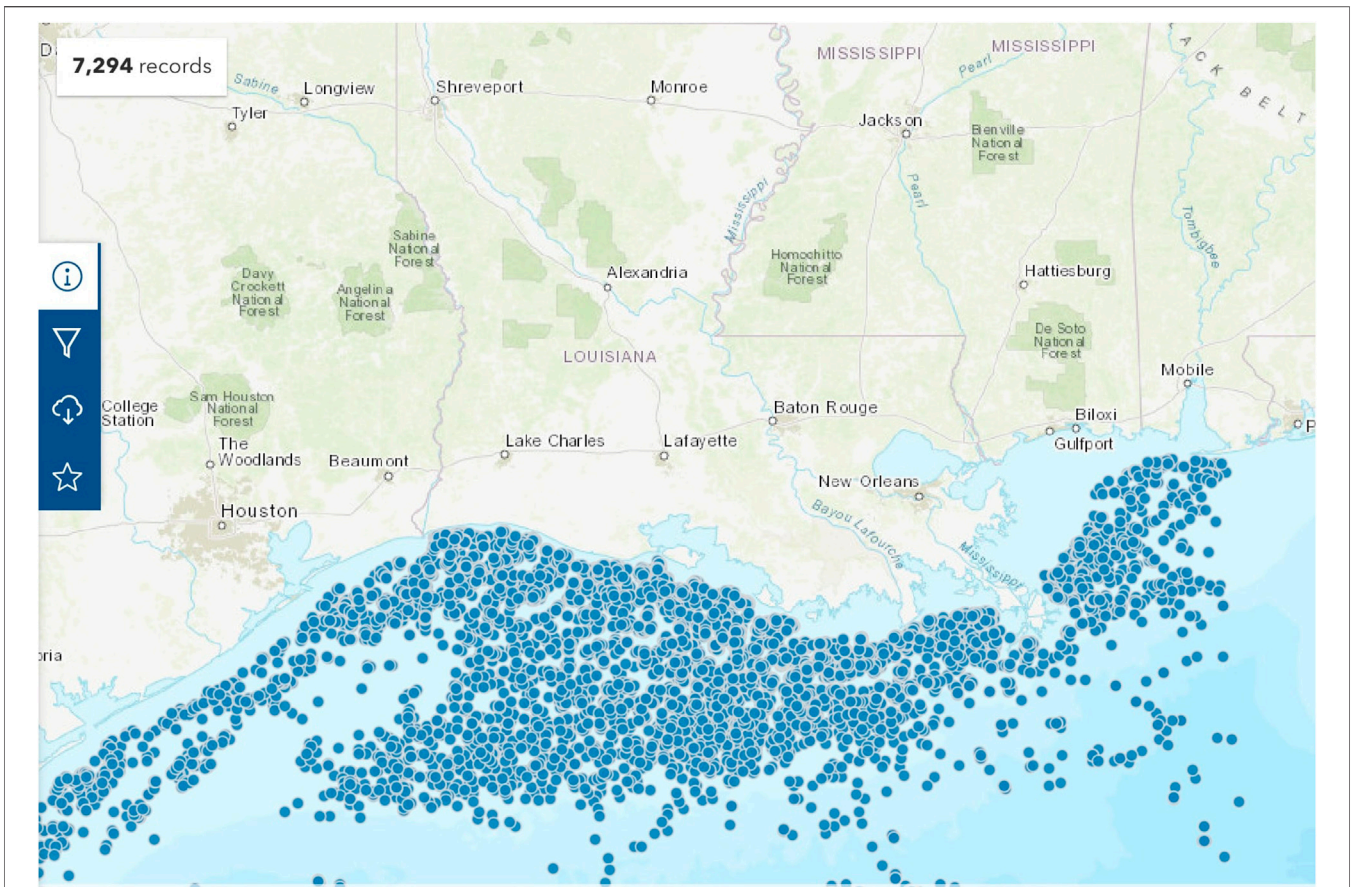 7,294 records
D
MISSISSIPPI
MISSISSIPPI
Pearl
ACK BELT
Sabine
Longview
Shreveport
Monroe
Tyler
Jackson
Bienville
National
Forest
Mississippi
Pearl
Tombigbee
Sabine
National
Forest
Davy
Crockett
National
Forest
Angelina
National
Forest
Alexandria
Homochitto
National
Forest
Hattiesburg
LOUISIANA
De Soto
National
Forest
Mobile
College
Station
Sam Houston
National
Forest
Baton Rouge
Biloxi
P
Gulfport
The
Woodlands
Beaumont
Lake Charles
Lafayette
New Orleans
Houston
Bayou Lafourche
Mississippi
oria